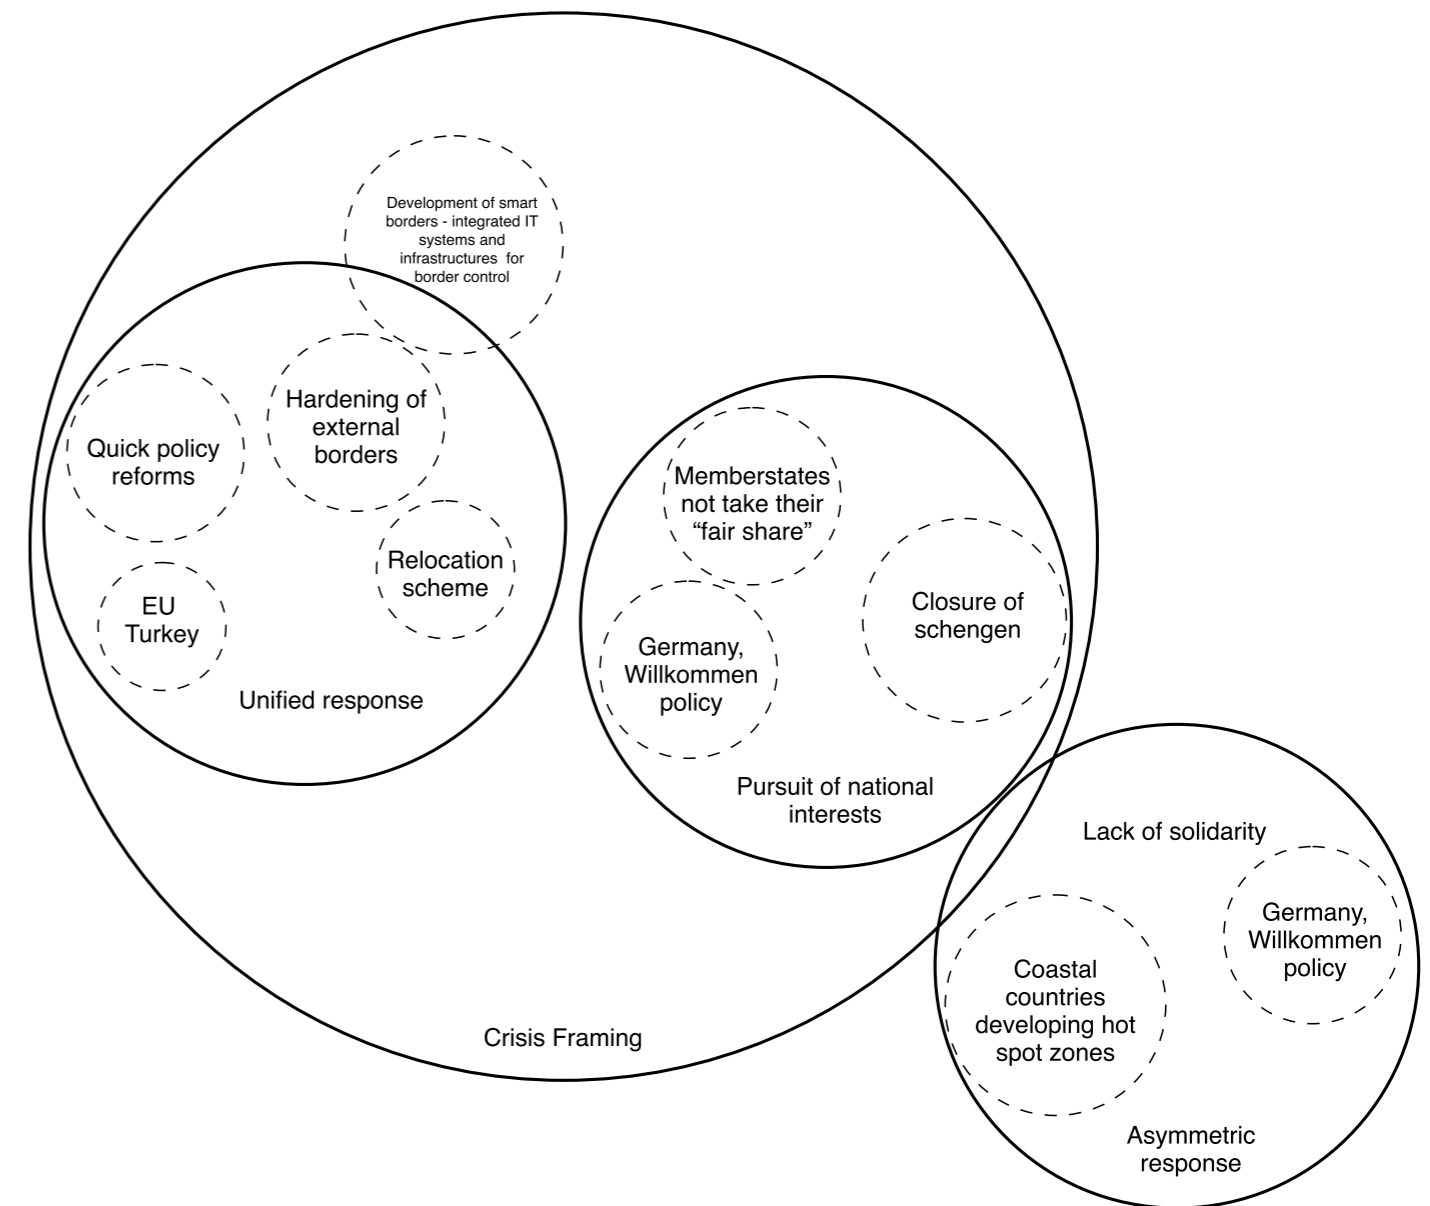 Development of smart
borders - integrated IT
systems and
infrastructures for
border control
Hardening of
external
borders
Quick policy
reforms
Relocation
scheme
EU
Turkey
Unified response
Memberstates
not take their
“fair share”
Closure of
schengen
Germany,
Willkommen
policy
Pursuit of national
interests
Crisis Framing
Lack of solidarity
Germany,
Willkommen
policy
Coastal
countries
developing hot
spot zones
Asymmetric
response